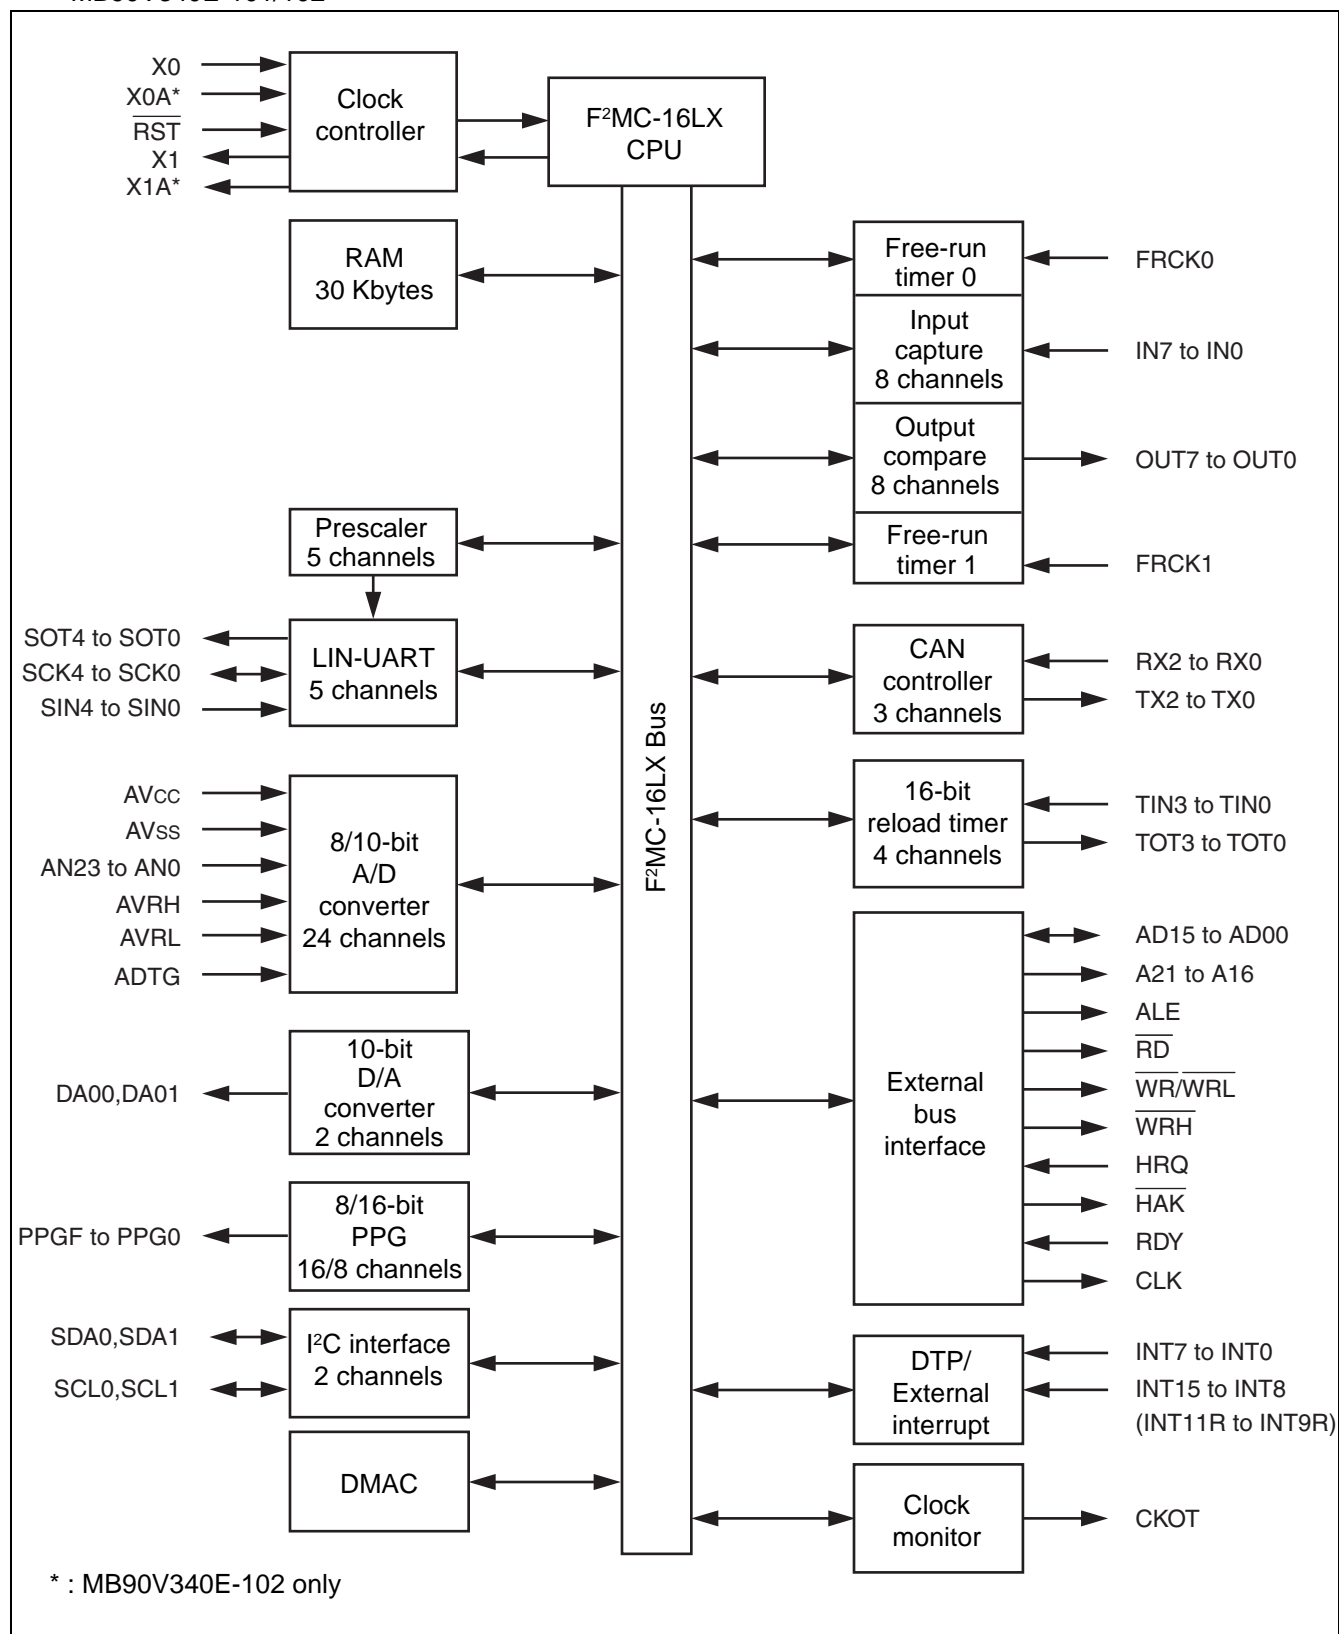 X0
X0A*
RST
X1
X1A*
Clock
controller
F²MC-16LX
CPU
RAM
30 Kbytes
Free-run
timer 0
FRCK0
Input
capture
8 channels
IN7 to IN0
Output
compare
8 channels
OUT7 to OUT0
Free-run
timer 1
FRCK1
Prescaler
5 channels
SOT4 to SOT0
SCK4 to SCK0
SIN4 to SIN0
LIN-UART
5 channels
F²MC-16LX Bus
CAN
controller
3 channels
RX2 to RX0
TX2 to TX0
AVCC
AVSS
AN23 to AN0
AVRH
AVRL
ADTG
8/10-bit
A/D
converter
24 channels
16-bit
reload timer
4 channels
TIN3 to TIN0
TOT3 to TOT0
DA00,DA01
10-bit
D/A
converter
2 channels
External
bus
interface
AD15 to AD00
A21 to A16
ALE
RD
WR/WRL
WRH
HRQ
HAK
RDY
CLK
PPGF to PPG0
8/16-bit
PPG
16/8 channels
SDA0,SDA1
SCL0,SCL1
I²C interface
2 channels
DTP/
External
interrupt
INT7 to INT0
INT15 to INT8
(INT11R to INT9R)
DMAC
Clock
monitor
CKOT
* : MB90V340E-102 only